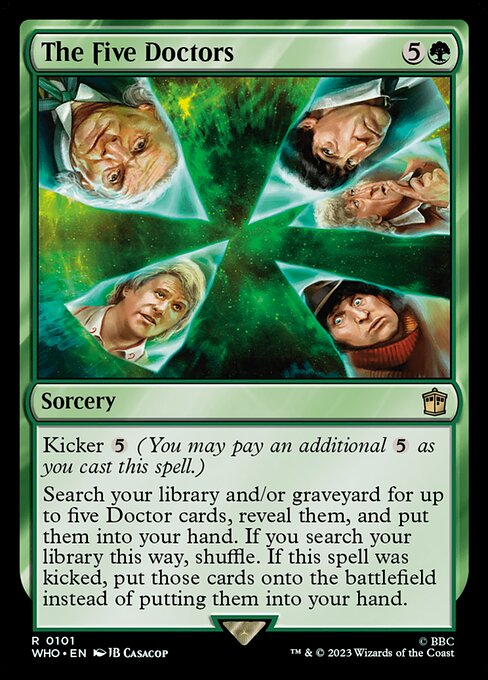 The Five Doctors 5
Sorcery
Kicker 5 (You may pay an additional 5 as
you cast this spell.)
Search your library and/or graveyard for up
to five Doctor cards, reveal them, and put
them into your hand. If you search your
library this way, shuffle. If this spell was
kicked, put those cards onto the battlefield
instead of putting them into your hand.
R 0101
WHO • EN JB Casacop
© BBC
™ & © 2023 Wizards of the Coast